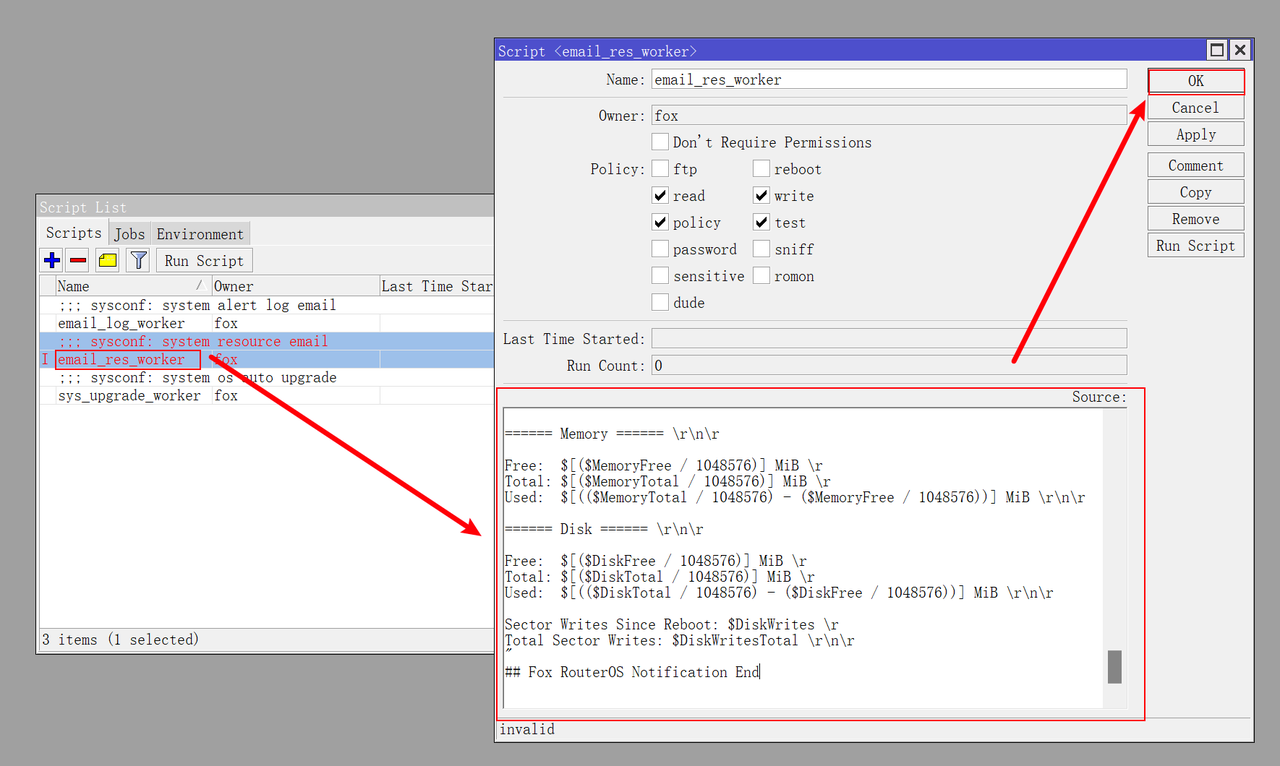 Script List
Scripts Jobs Environment
Run Script
Name / Owner Last Time Star
;;; sysconf: system alert log email
email_log_worker fox
;;; sysconf: system resource email
I email_res_worker fox
;;; sysconf: system os auto upgrade
sys_upgrade_worker fox
3 items (1 selected)
Script <email_res_worker>
Name: email_res_worker
Owner: fox
Don't Require Permissions
Policy: ftp reboot
read write
policy test
password sniff
sensitive romon
dude
Last Time Started:
Run Count: 0
Source:
====== Memory ====== \r\n\r
Free:  $[($MemoryFree / 1048576)] MiB \r
Total: $[($MemoryTotal / 1048576)] MiB \r
Used:  $[(($MemoryTotal / 1048576) - ($MemoryFree / 1048576))] MiB \r\n\r
====== Disk ====== \r\n\r
Free:  $[($DiskFree / 1048576)] MiB \r
Total: $[($DiskTotal / 1048576)] MiB \r
Used:  $[(($DiskTotal / 1048576) - ($DiskFree / 1048576))] MiB \r\n\r
Sector Writes Since Reboot: $DiskWrites \r
Total Sector Writes: $DiskWritesTotal \r\n\r
"
## Fox RouterOS Notification End
invalid
OK
Cancel
Apply
Comment
Copy
Remove
Run Script